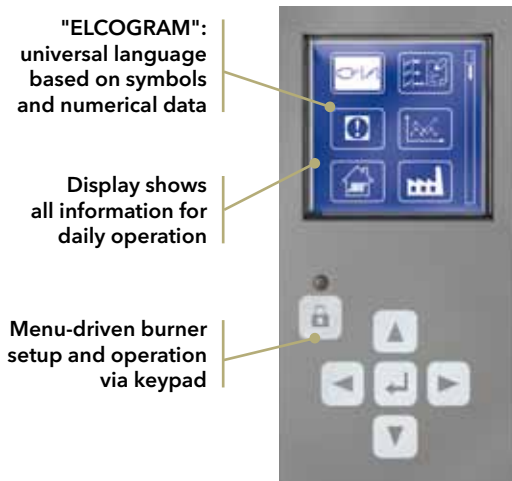 "ELCOGRAM":
universal language
based on symbols
and numerical data
Display shows
all information for
daily operation
Menu-driven burner
setup and operation
via keypad